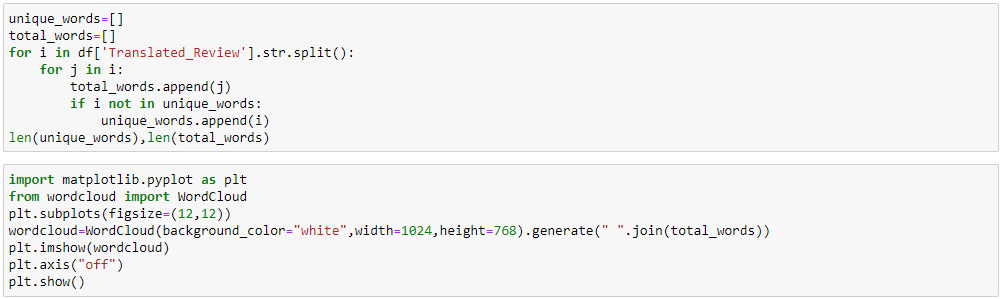 unique_words=[]
total_words=[]
for i in df['Translated_Review'].str.split():
    for j in i:
        total_words.append(j)
        if i not in unique_words:
            unique_words.append(i)
len(unique_words),len(total_words)
import matplotlib.pyplot as plt
from wordcloud import WordCloud
plt.subplots(figsize=(12,12))
wordcloud=WordCloud(background_color="white",width=1024,height=768).generate(" ".join(total_words))
plt.imshow(wordcloud)
plt.axis("off")
plt.show()